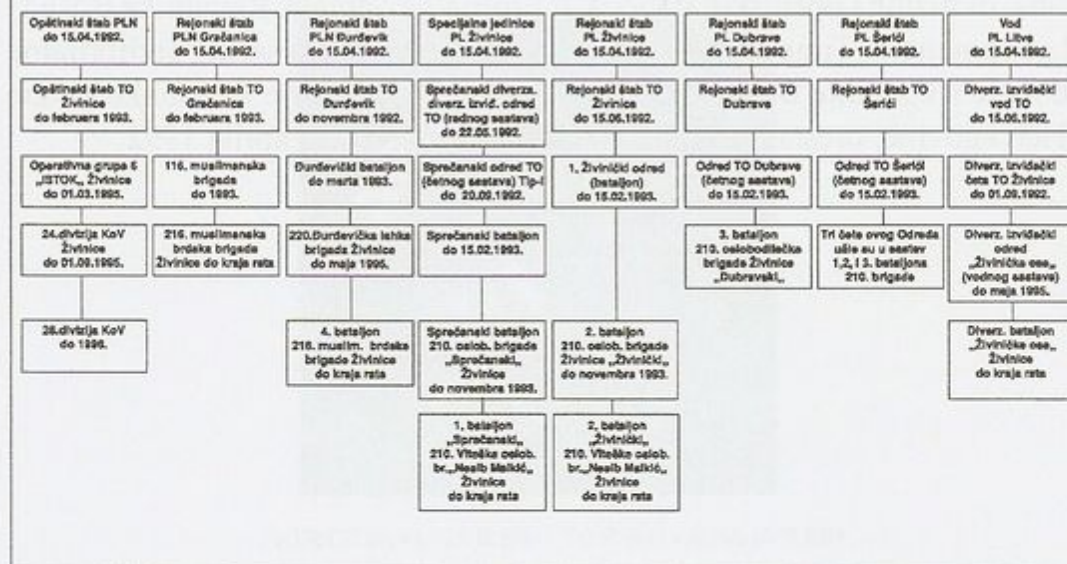 Opštinski štab PLN
do 15.04.1992.
Rejonski štab
PLN Gračanica
do 15.04.1992.
Rejonski štab
PLN Đurđevik
do 15.04.1992.
Specijalne jedinice
PL Živinice
do 15.04.1992.
Rejonski štab
PL Živinice
do 15.04.1992.
Rejonski štab
PL Dubrave
do 15.04.1992.
Rejonski štab
PL Šerići
do 15.04.1992.
Vod
PL Litve
do 15.04.1992.
Opštinski štab TO
Živinice
do februara 1993.
Rejonski štab TO
Gračanica
do februara 1993.
Rejonski štab TO
Đurđevik
do novembra 1992.
Sprečanski diverza.
diverz. izviđ. odred
TO (radnog sastava)
do 22.05.1992.
Rejonski štab TO
Živinice
do 15.06.1992.
Rejonski štab TO
Dubrave
Rejonski štab TO
Šerići
Diverz. izviđački
vod TO
do 15.06.1992.
Operativna grupa 6
„ISTOK„ Živinice
do 01.03.1995.
116. muslimanska
brigada
do 1993.
Đurđevički bataljon
do marta 1993.
Sprečanski odred TO
(četnog sastava) Tip-I
do 20.09.1992.
1. Živinički odred
(bataljon)
do 15.02.1993.
Odred TO Dubrave
(četnog sastava)
do 15.02.1993.
Odred TO Šerići
(četnog sastava)
do 15.02.1993.
Diverz. izviđački
četa TO Živinice
do 01.09.1992.
24.divizija KoV
Živinice
do 01.09.1995.
216. muslimanska
brdska brigada
Živinice do kraja rata
220.Đurđevička lahka
brigada Živinice
do maja 1995.
Sprečanski bataljon
do 15.02.1993.
3. bataljon
210. oslobodilačka
brigade Živinice
„Dubravski„
Tri čete ovog Odreda
ušle su u sastav
1,2, i 3. bataljona
210. brigade
Diverz. izviđački
odred
„Živiničke ose„
(vodnog sastava)
do maja 1995.
28.divizija KoV
do 1996.
4. bataljon
216. muslim. brdske
brigade Živinice
do kraja rata
Sprečanski bataljon
210. oslob. brigade
„Sprečanski„
Živinice
do novembra 1993.
2. bataljon
210. oslob. brigade
Živinice „Živinički„
do novembra 1993.
Diverz. bataljon
„Živiničke ose„
Živinice
do kraja rata
1. bataljon
„Sprečanski„
210. Viteška oslob.
br.„Nesib Malkić„
Živinice
do kraja rata
2. bataljon
„Živinički„
210. Viteška oslob.
br.„Nesib Malkić„
Živinice
do kraja rata